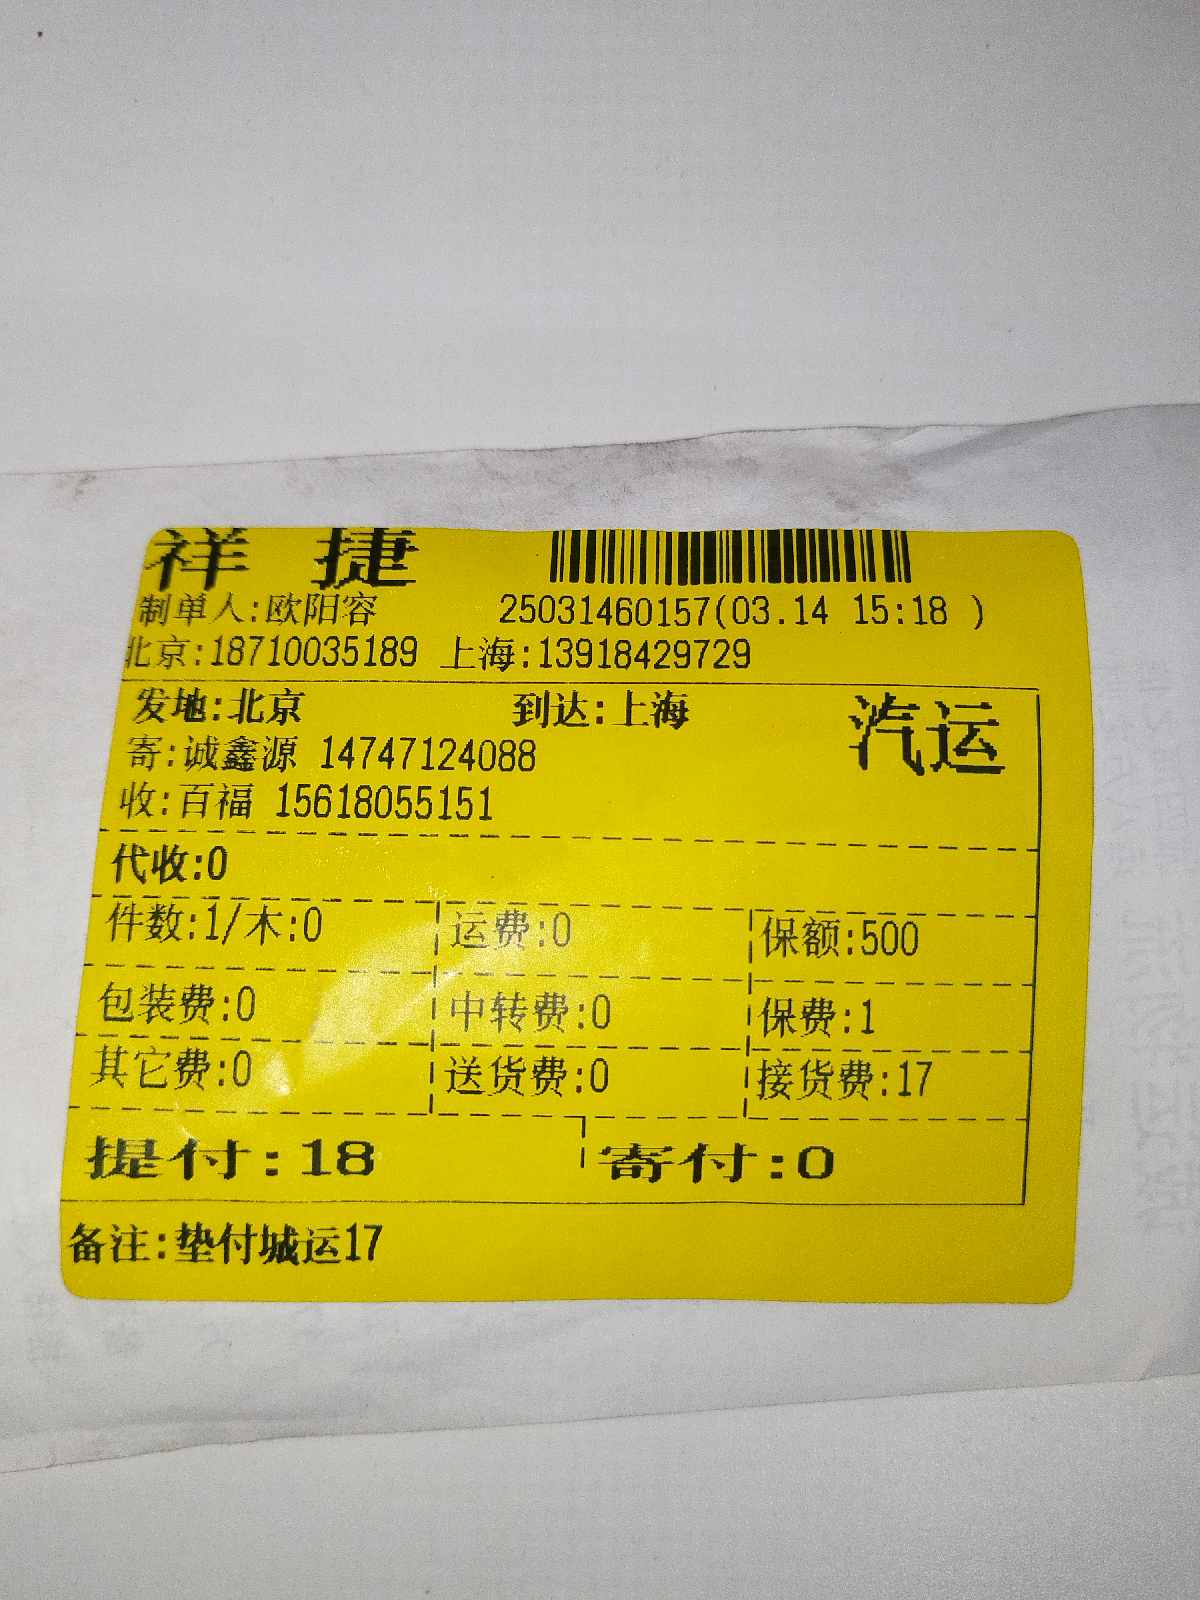 祥 捷
制单人:欧阳容 25031460157(03.14 15:18 )
北京:18710035189 上海:13918429729
发地:北京 到达:上海 汽运
寄:诚鑫源 14747124088
收:百福 15618055151
代收:0
件数:1/木:0 运费:0 保额:500
包装费:0 中转费:0 保费:1
其它费:0 送货费:0 接货费:17
提付:18 寄付:0
备注:垫付城运17